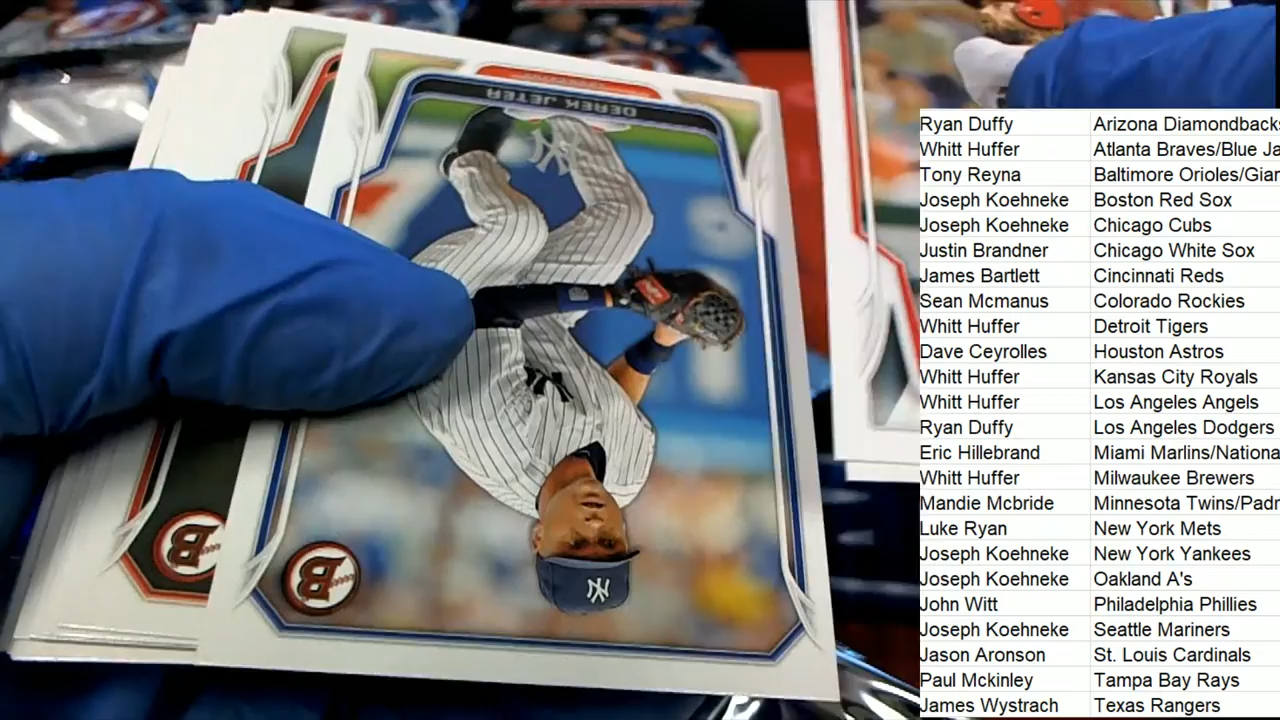 DEREK JETER
B
B
Ryan Duffy Arizona Diamondbacks
Whitt Huffer Atlanta Braves/Blue Ja
Tony Reyna Baltimore Orioles/Gian
Joseph Koehneke Boston Red Sox
Joseph Koehneke Chicago Cubs
Justin Brandner Chicago White Sox
James Bartlett Cincinnati Reds
Sean Mcmanus Colorado Rockies
Whitt Huffer Detroit Tigers
Dave Ceyrolles Houston Astros
Whitt Huffer Kansas City Royals
Whitt Huffer Los Angeles Angels
Ryan Duffy Los Angeles Dodgers
Eric Hillebrand Miami Marlins/Nationa
Whitt Huffer Milwaukee Brewers
Mandie Mcbride Minnesota Twins/Padr
Luke Ryan New York Mets
Joseph Koehneke New York Yankees
Joseph Koehneke Oakland A's
John Witt Philadelphia Phillies
Joseph Koehneke Seattle Mariners
Jason Aronson St. Louis Cardinals
Paul Mckinley Tampa Bay Rays
James Wystrach Texas Rangers